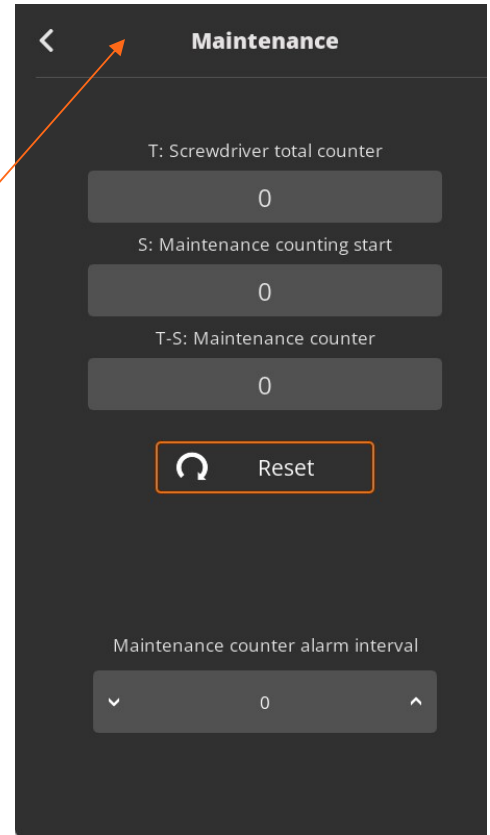 Maintenance
T: Screwdriver total counter
0
S: Maintenance counting start
0
T-S: Maintenance counter
0
Reset
Maintenance counter alarm interval
0